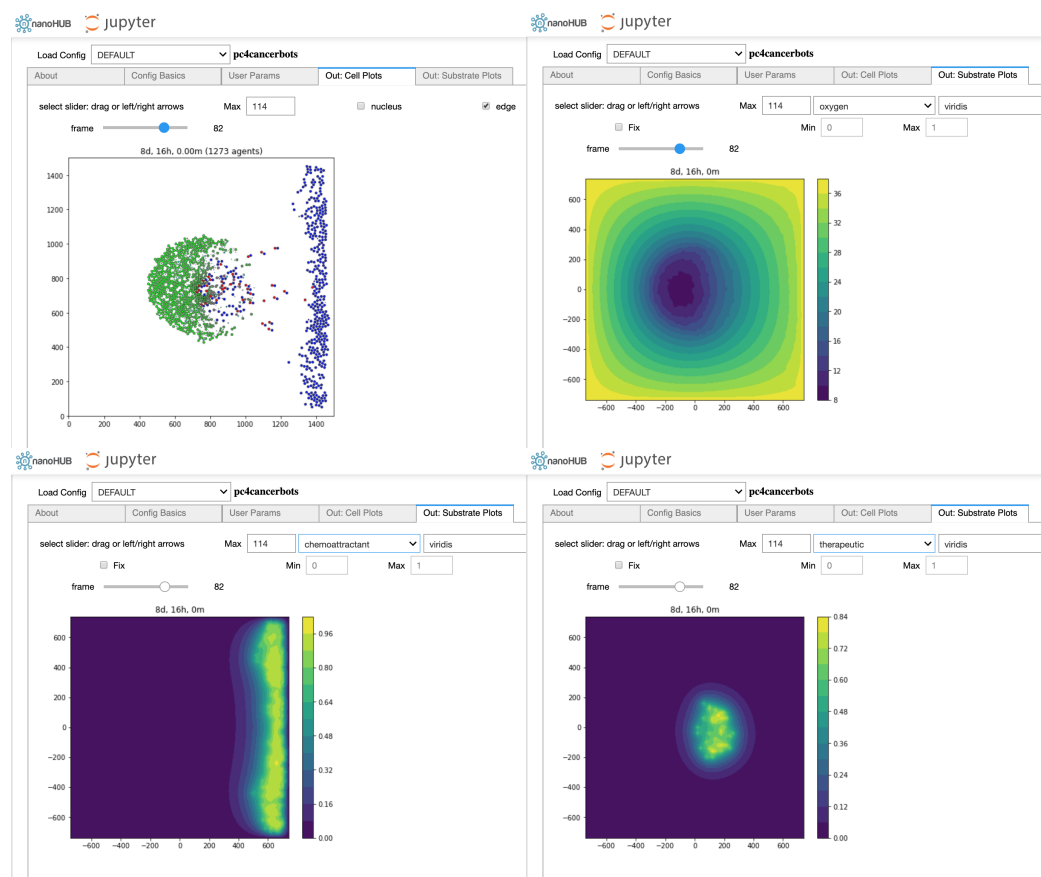 nanoHUB jupyter
Load Config DEFAULT pc4cancerbots
About Config Basics User Params Out: Cell Plots Out: Substrate Plots
select slider: drag or left/right arrows Max 114 nucleus edge
frame 82
8d, 16h, 0.00m (1273 agents)
1400
1200
1000
800
600
400
200
0
0 200 400 600 800 1000 1200 1400
nanoHUB jupyter
Load Config DEFAULT pc4cancerbots
About Config Basics User Params Out: Cell Plots Out: Substrate Plots
select slider: drag or left/right arrows Max 114 oxygen viridis
Fix Min 0 Max 1
frame 82
8d, 16h, 0m
600
400
200
0
−200
−400
−600
−600 −400 −200 0 200 400 600
36
32
28
24
20
16
12
8
nanoHUB jupyter
Load Config DEFAULT pc4cancerbots
About Config Basics User Params Out: Cell Plots Out: Substrate Plots
select slider: drag or left/right arrows Max 114 chemoattractant viridis
Fix Min 0 Max 1
frame 82
8d, 16h, 0m
600
400
200
0
−200
−400
−600
−600 −400 −200 0 200 400 600
0.96
0.80
0.64
0.48
0.32
0.16
0.00
nanoHUB jupyter
Load Config DEFAULT pc4cancerbots
About Config Basics User Params Out: Cell Plots Out: Substrate Plots
select slider: drag or left/right arrows Max 114 therapeutic viridis
Fix Min 0 Max 1
frame 82
8d, 16h, 0m
600
400
200
0
−200
−400
−600
−600 −400 −200 0 200 400 600
0.84
0.72
0.60
0.48
0.36
0.24
0.12
0.00